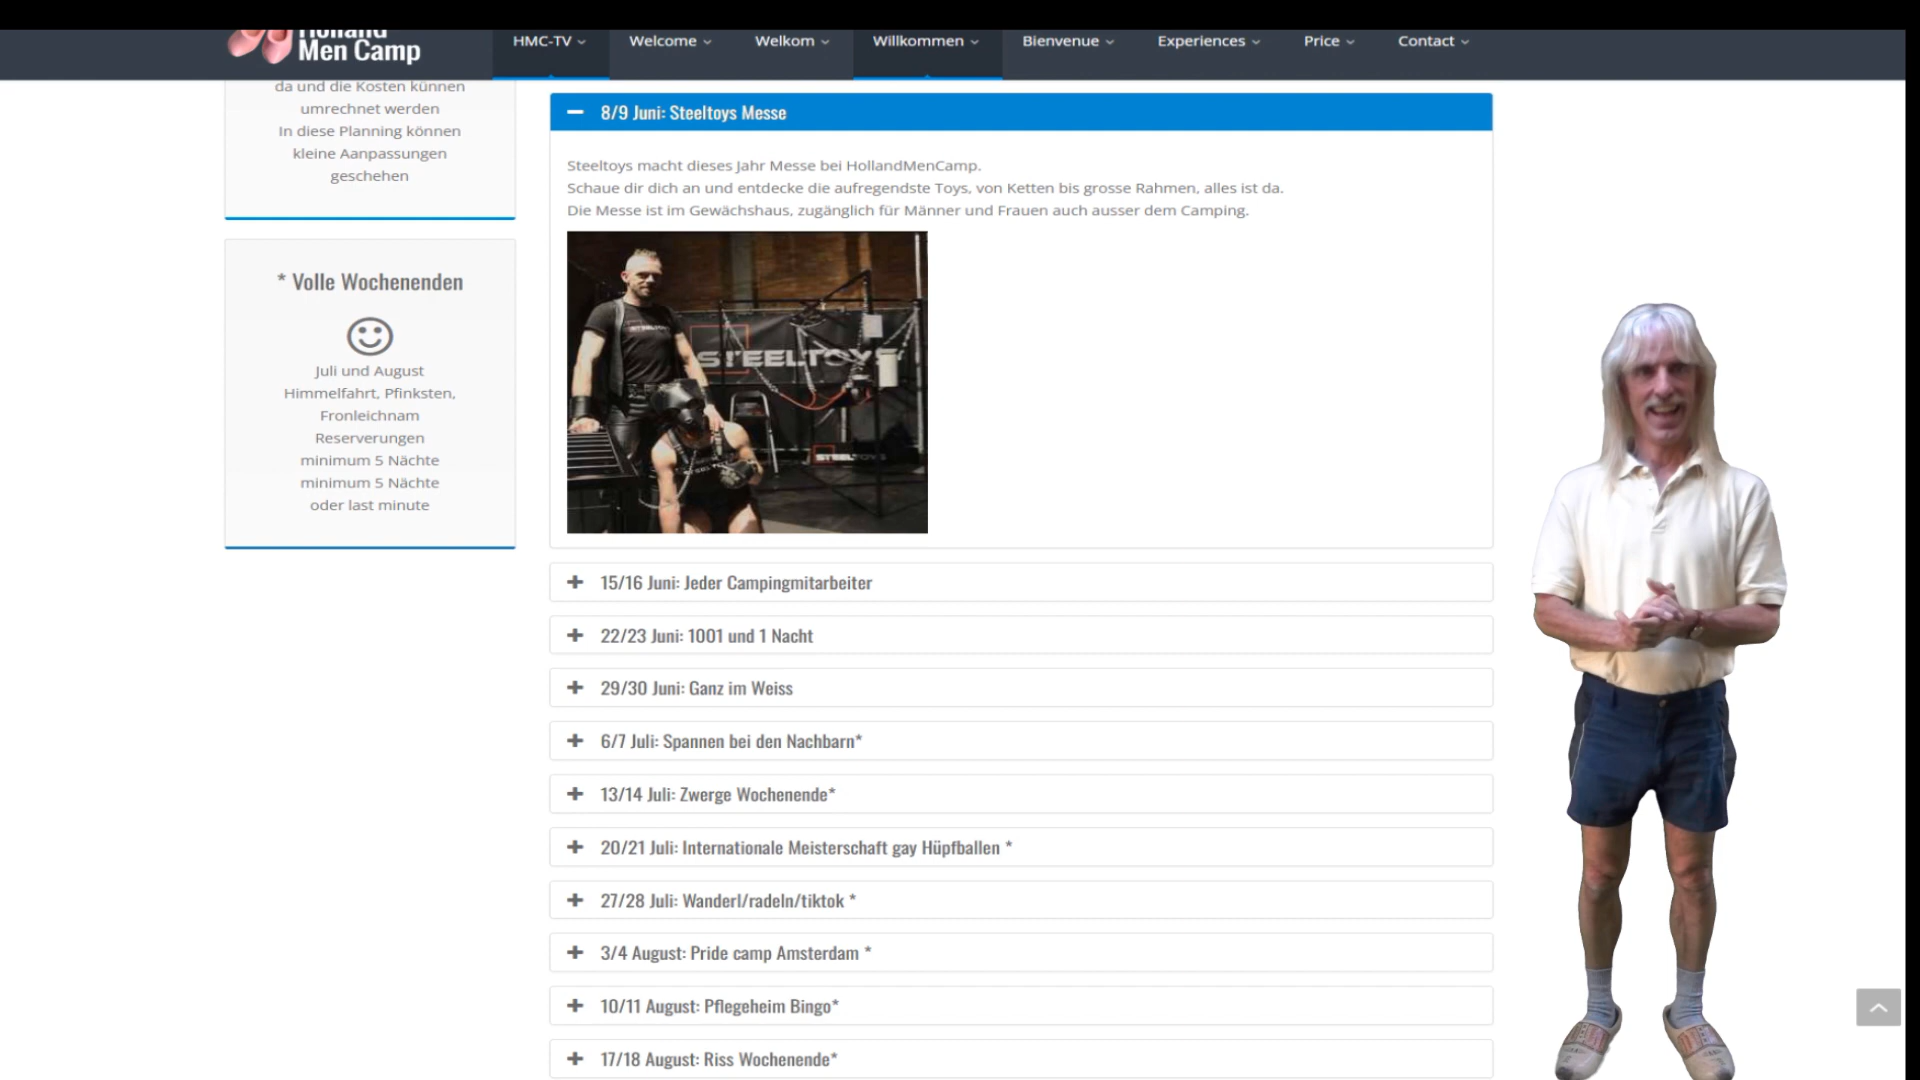 Holland
Men Camp
HMC-TV
Welcome
Welkom
Willkommen
Bienvenue
Experiences
Price
Contact
da und die Kosten künnen
umrechnet werden
In diese Planning können
kleine Aanpassungen
geschehen
* Volle Wochenenden
Juli und August
Himmelfahrt, Pfinksten,
Fronleichnam
Reserverungen
minimum 5 Nächte
minimum 5 Nächte
oder last minute
8/9 Juni: Steeltoys Messe
Steeltoys macht dieses Jahr Messe bei HollandMenCamp.
Schaue dir dich an und entdecke die aufregendste Toys, von Ketten bis grosse Rahmen, alles ist da.
Die Messe ist im Gewächshaus, zugänglich für Männer und Frauen auch ausser dem Camping.
STEELTOYS
STEELTOYS
15/16 Juni: Jeder Campingmitarbeiter
22/23 Juni: 1001 und 1 Nacht
29/30 Juni: Ganz im Weiss
6/7 Juli: Spannen bei den Nachbarn*
13/14 Juli: Zwerge Wochenende*
20/21 Juli: Internationale Meisterschaft gay Hüpfballen *
27/28 Juli: Wanderl/radeln/tiktok *
3/4 August: Pride camp Amsterdam *
10/11 August: Pflegeheim Bingo*
17/18 August: Riss Wochenende*